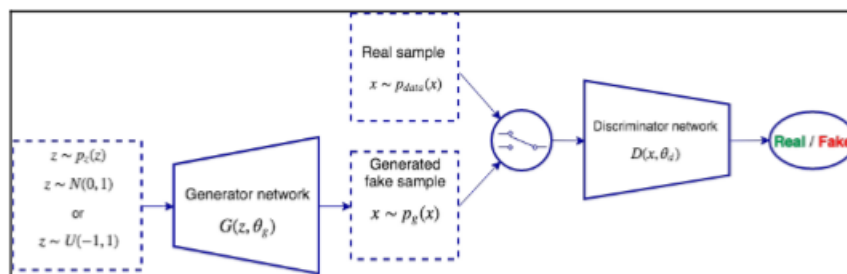 z ~ p_z(z)
z ~ N(0, 1)
or
z ~ U(−1, 1)
Generator network
G(z, θ_g)
Real sample
x ~ p_data(x)
Generated
fake sample
x ~ p_g(x)
Discriminator network
D(x, θ_d)
Real / Fake